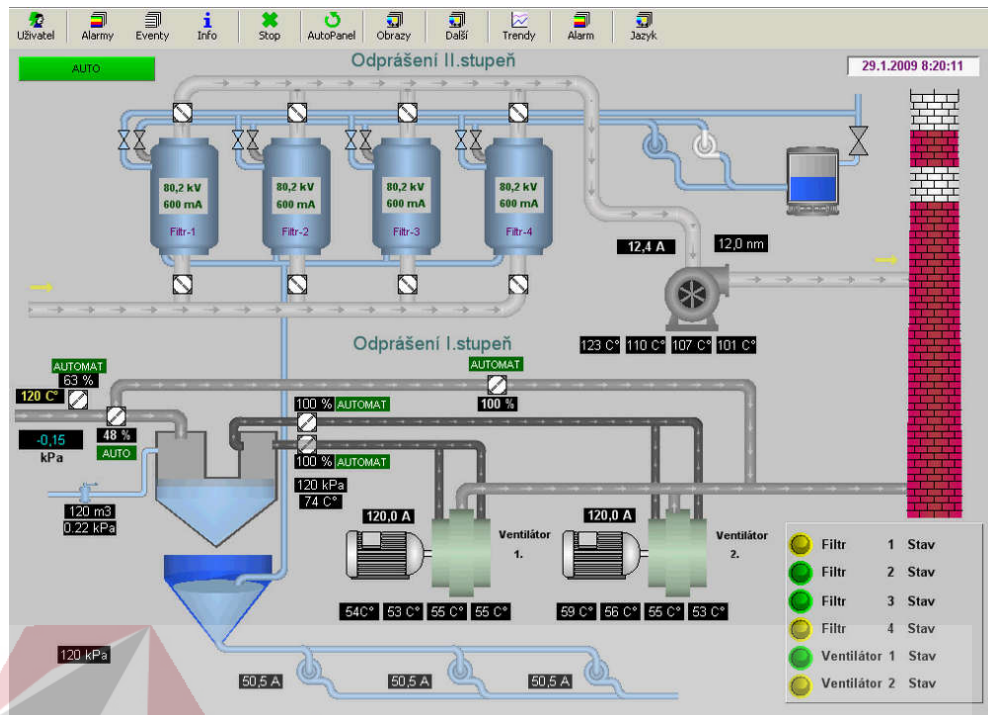 Uživatel Alarmy Eventy Info Stop AutoPanel Obrazy Další Trendy Alarm Jazyk
Odprášení II.stupeň
AUTO
29.1.2009 8:20:11
80,2 kV 80,2 kV 80,2 kV 80,2 kV
600 mA 600 mA 600 mA 600 mA
Filtr-1 Filtr-2 Filtr-3 Filtr-4
12,4 A 12,0 nm
123 C° 110 C° 107 C° 101 C°
Odprášení I.stupeň
AUTOMAT
63 %
120 C°
AUTOMAT
100 %
100 % AUTOMAT
48 %
AUTO
-0,15
kPa
100 % AUTOMAT
120 kPa
74 C°
120 m3
0.22 kPa
120,0 A
Ventilátor
1.
120,0 A
Ventilátor
2.
54C° 53 C° 55 C° 55 C°
59 C° 56 C° 55 C° 53 C°
Filtr 1 Stav
Filtr 2 Stav
Filtr 3 Stav
Filtr 4 Stav
Ventilátor 1 Stav
Ventilátor 2 Stav
120 kPa
50,5 A 50,5 A 50,5 A